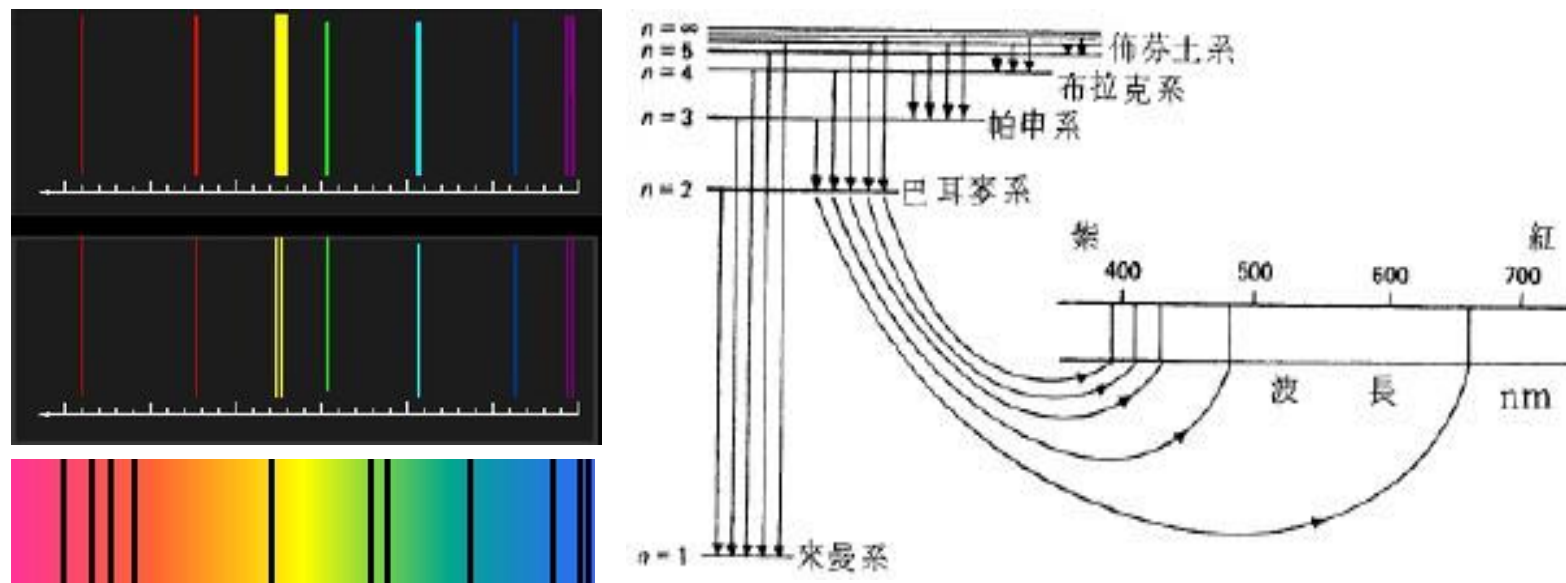 n = ∞
n = 5
n = 4
n = 3
n = 2
n = 1
佈芬土系
布拉克系
帕申系
巴耳麥系
來曼系
紫 紅
400 500 600 700
波長 nm